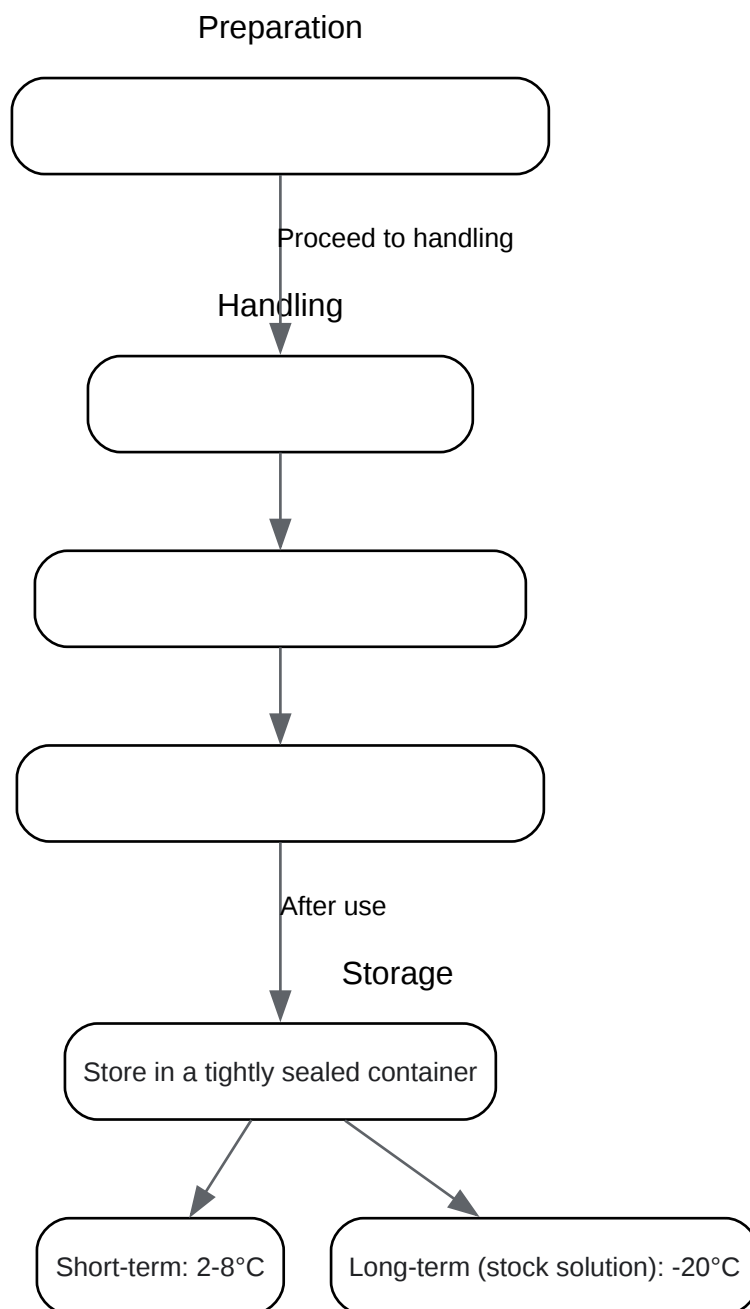 Preparation
Proceed to handling
Handling
After use
Storage
Store in a tightly sealed container
Short-term: 2-8°C
Long-term (stock solution): -20°C